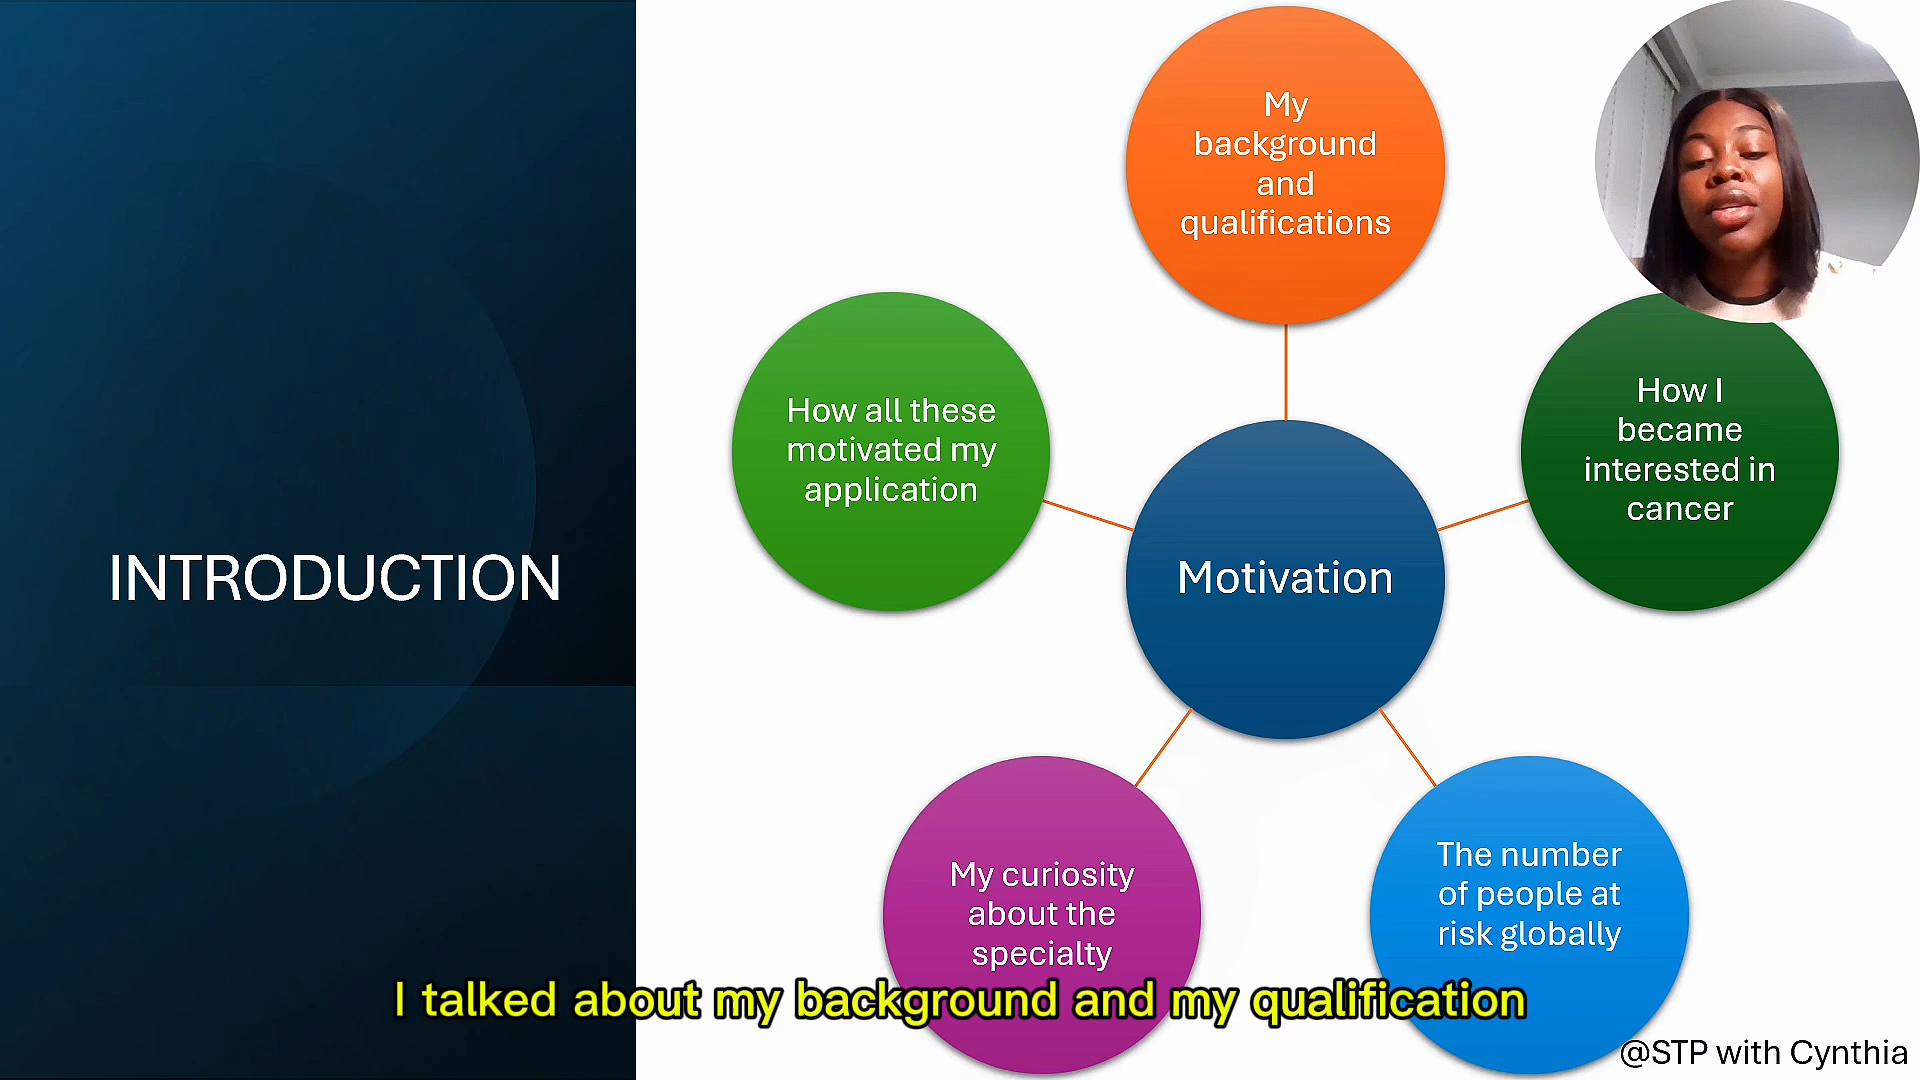 INTRODUCTION
My
background
and
qualifications
How I
became
interested in
cancer
The number
of people at
risk globally
My curiosity
about the
specialty
How all these
motivated my
application
Motivation
I talked about my background and my qualification
@STP with Cynthia